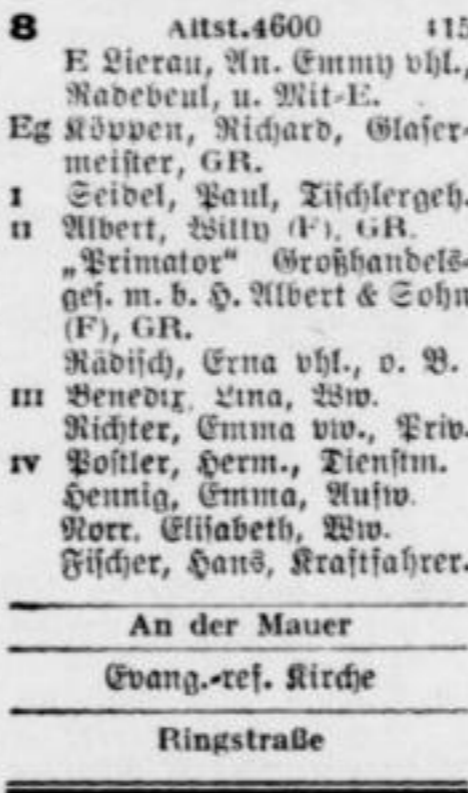 8 Altst. 4600 415
E Lierau, An. Emmy vhl.,
Radebeul, u. Mit-E.
Eg Köppen, Richard, Glaser-
meister, GR.
I Seidel, Paul, Tischlergeh.
II Albert, Willy (F), GR.
„Primator“ Großhandels-
ges. m. b. H. Albert & Sohn
(F), GR.
Rädisch, Erna vhl., o. B.
III Benedix, Lina, Ww.
Richter, Emma vw., Priv.
IV Postler, Herm., Dienstm.
Hennig, Emma, Aufw.
Norr, Elisabeth, Ww.
Fischer, Hans, Kraftfahrer.
An der Mauer
Evang.-ref. Kirche
Ringstraße